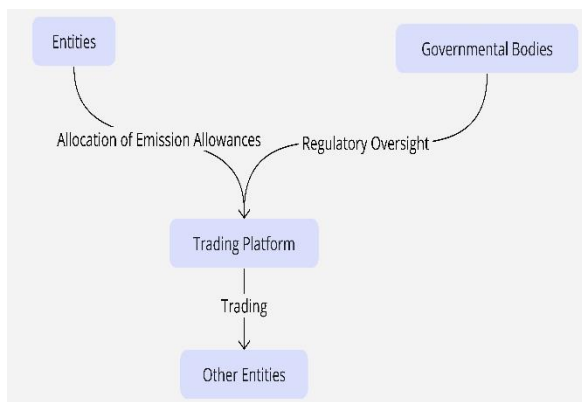 Entities
Governmental Bodies
Allocation of Emission Allowances
Regulatory Oversight
Trading Platform
Trading
Other Entities